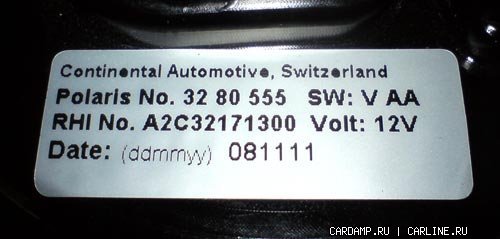 Continental Automotive, Switzerland
Polaris No. 32 80 555 SW: V AA
RHI No. A2C32171300 Volt: 12V
Date: (ddmmyy) 081111
CARDAMP.RU | CARLINE.RU